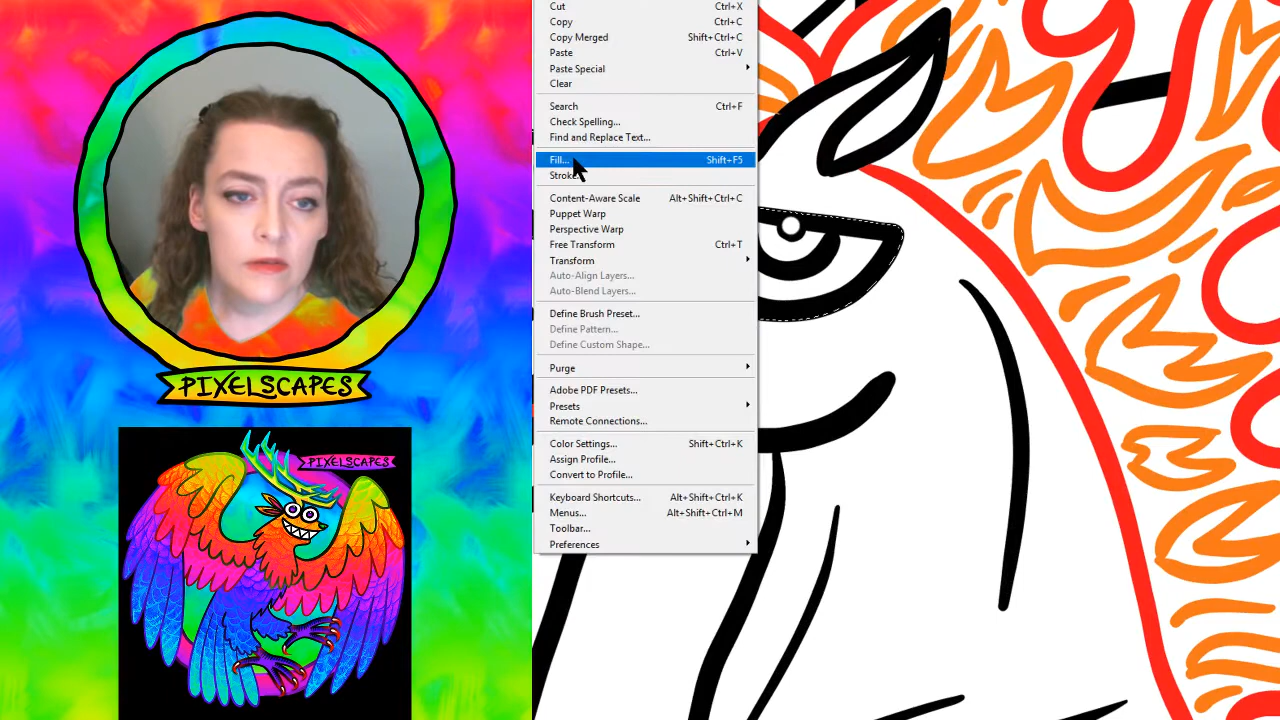 PIXELSCAPES
PIXELSCAPES
Cut Ctrl+X
Copy Ctrl+C
Copy Merged Shift+Ctrl+C
Paste Ctrl+V
Paste Special
Clear
Search Ctrl+F
Check Spelling...
Find and Replace Text...
Fill... Shift+F5
Stroke
Content-Aware Scale Alt+Shift+Ctrl+C
Puppet Warp
Perspective Warp
Free Transform Ctrl+T
Transform
Auto-Align Layers...
Auto-Blend Layers...
Define Brush Preset...
Define Pattern...
Define Custom Shape...
Purge
Adobe PDF Presets...
Presets
Remote Connections...
Color Settings... Shift+Ctrl+K
Assign Profile...
Convert to Profile...
Keyboard Shortcuts... Alt+Shift+Ctrl+K
Menus... Alt+Shift+Ctrl+M
Toolbar...
Preferences